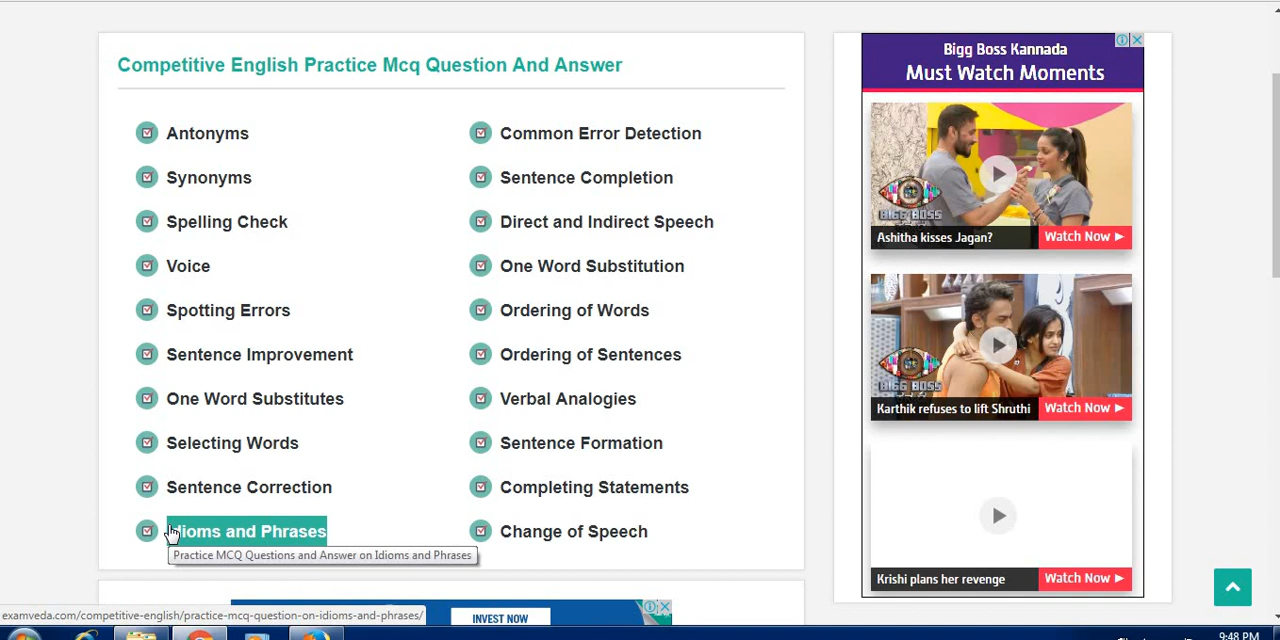 Competitive English Practice Mcq Question And Answer
Antonyms
Synonyms
Spelling Check
Voice
Spotting Errors
Sentence Improvement
One Word Substitutes
Selecting Words
Sentence Correction
Idioms and Phrases
Practice MCQ Questions and Answer on Idioms and Phrases
Common Error Detection
Sentence Completion
Direct and Indirect Speech
One Word Substitution
Ordering of Words
Ordering of Sentences
Verbal Analogies
Sentence Formation
Completing Statements
Change of Speech
Bigg Boss Kannada
Must Watch Moments
BIGG BOSS
Ashitha kisses Jagan?
Watch Now
BIGG BOSS
Karthik refuses to lift Shruthi
Watch Now
Krishi plans her revenge
Watch Now
INVEST NOW
examveda.com/competitive-english/practice-mcq-question-on-idioms-and-phrases/
9:48 PM